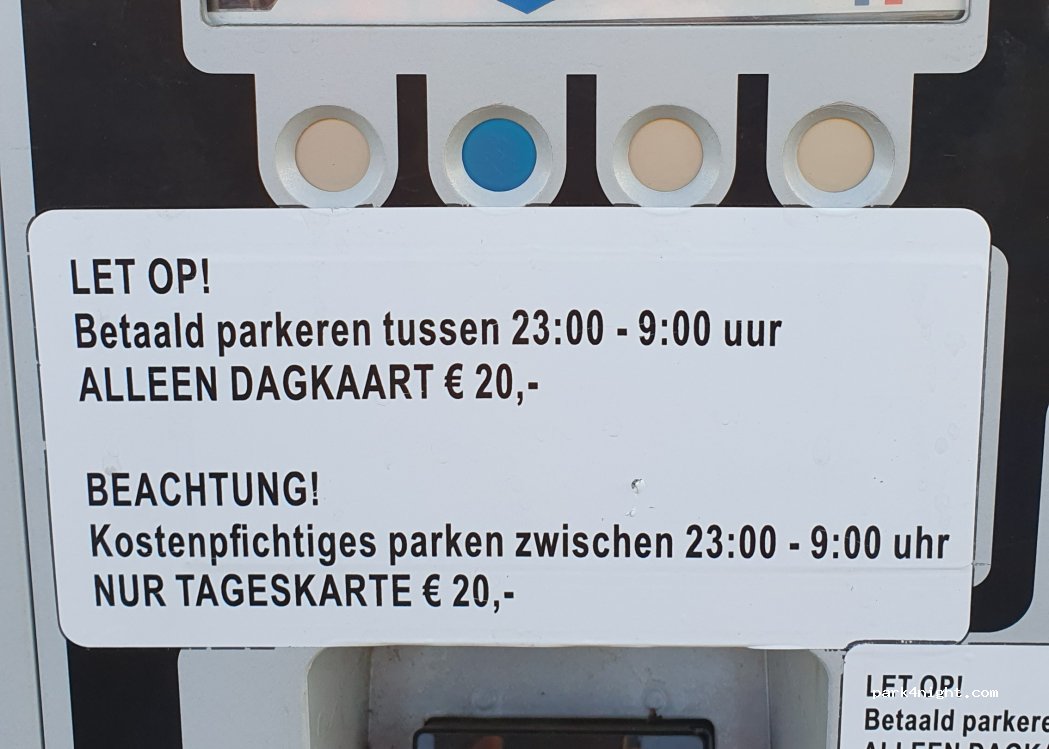 LET OP!
Betaald parkeren tussen 23:00 - 9:00 uur
ALLEEN DAGKAART € 20,-
BEACHTUNG!
Kostenpfichtiges parken zwischen 23:00 - 9:00 uhr
NUR TAGESKARTE € 20,-
LET OP!
park4night.com
Betaald parkere